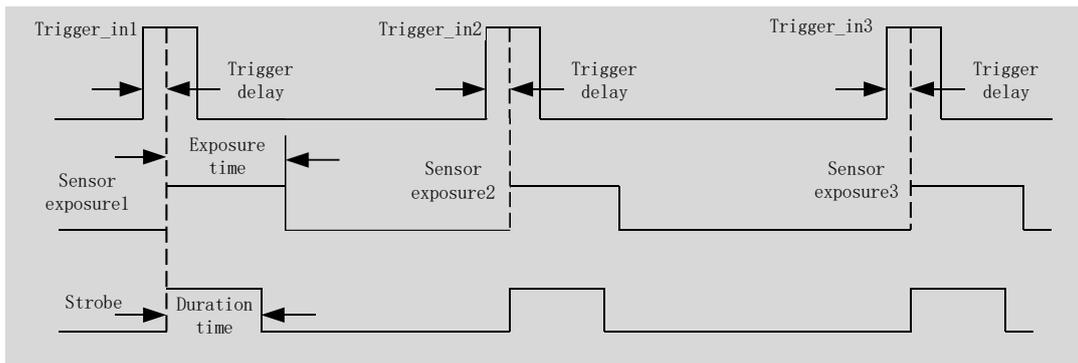 Trigger_in1
Trigger_in2
Trigger_in3
Trigger
delay
Trigger
delay
Trigger
delay
Exposure
time
Sensor
exposure1
Sensor
exposure2
Sensor
exposure3
Strobe
Duration
time